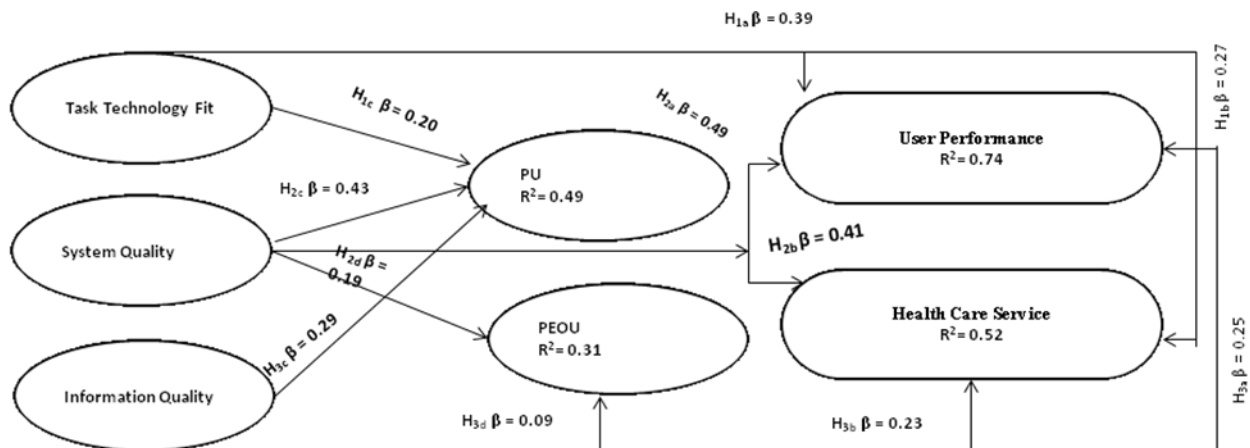 H1a β = 0.39
H1b β = 0.27
Task Technology Fit
H1c β = 0.20
H2a β = 0.49
User Performance
R² = 0.74
PU
R² = 0.49
H2c β = 0.43
System Quality
H2d β =
0.19
H2b β = 0.41
Health Care Service
R² = 0.52
PEOU
R² = 0.31
H3c β = 0.29
H3a β = 0.25
Information Quality
H3d β = 0.09
H3b β = 0.23